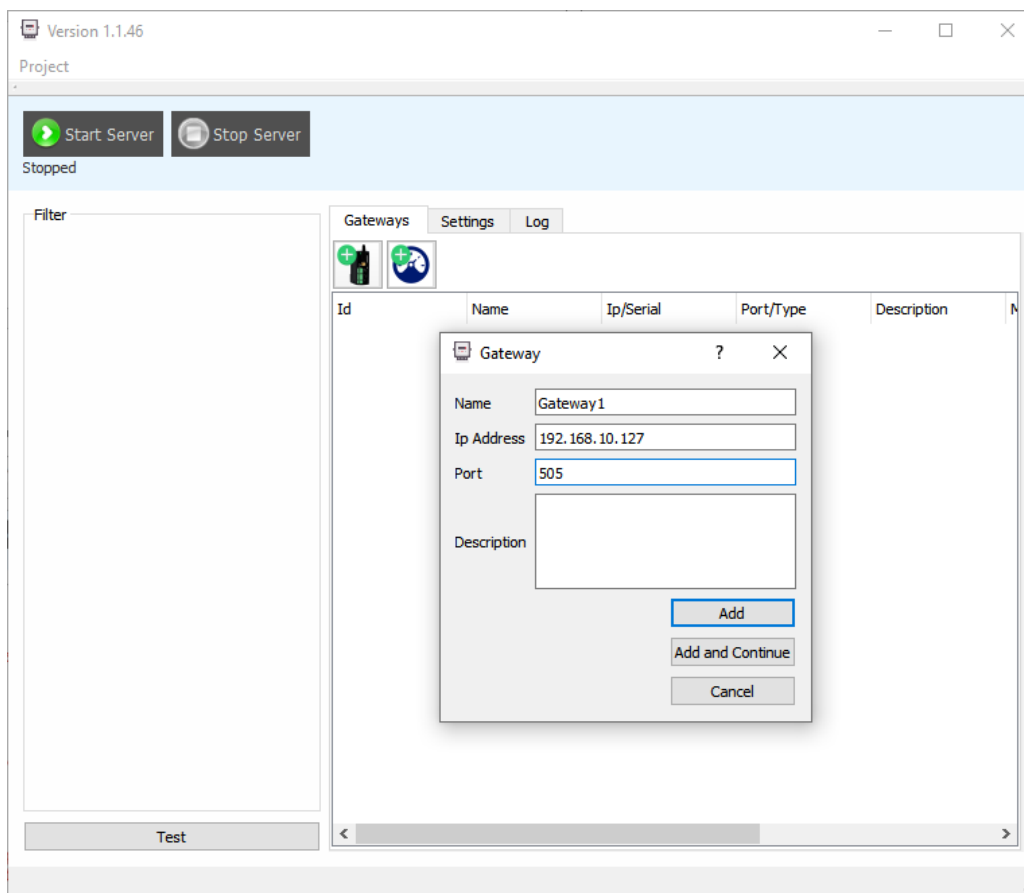 Version 1.1.46
Project
Start Server Stop Server
Stopped
Filter
Gateways Settings Log
Id Name Ip/Serial Port/Type Description
Gateway ?
Name Gateway1
Ip Address 192.168.10.127
Port 505
Description
Add
Add and Continue
Cancel
Test